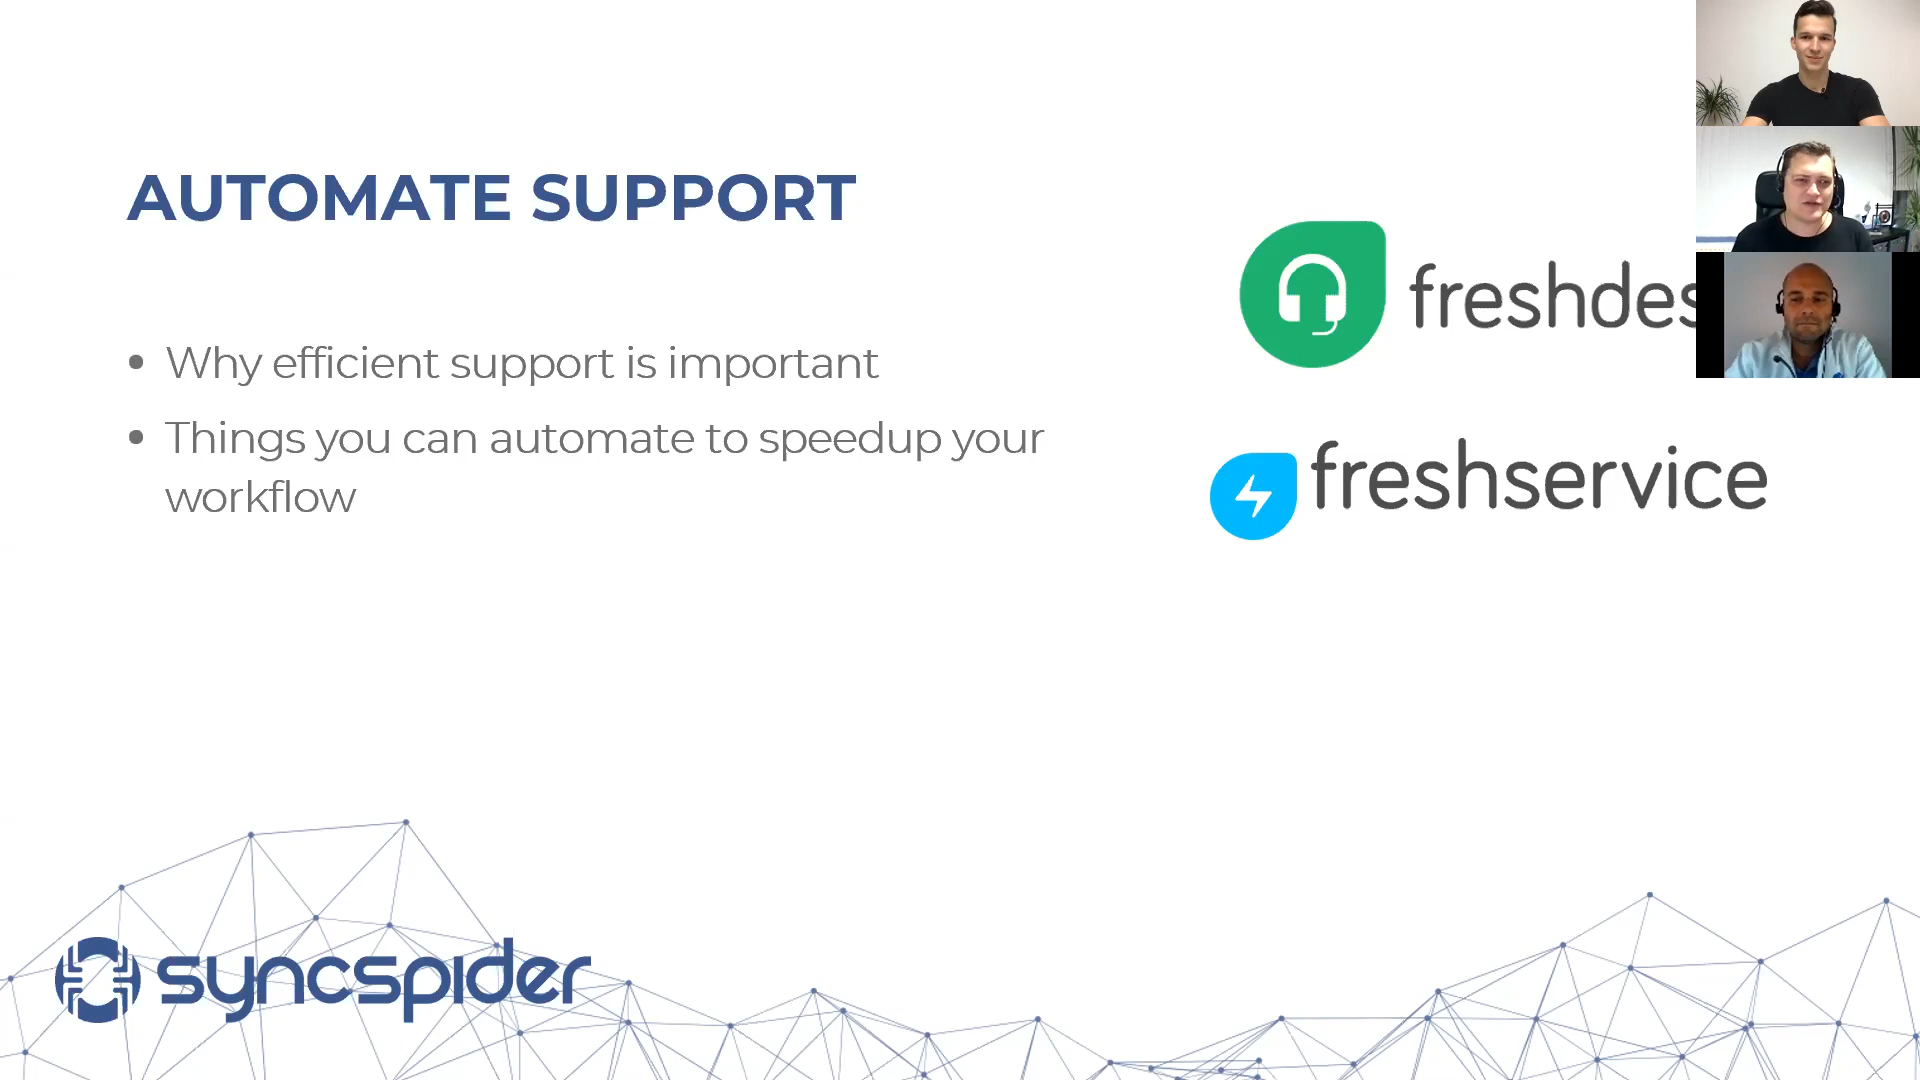 AUTOMATE SUPPORT
• Why efficient support is important
• Things you can automate to speedup your
workflow
freshdes
freshservice
syncspider